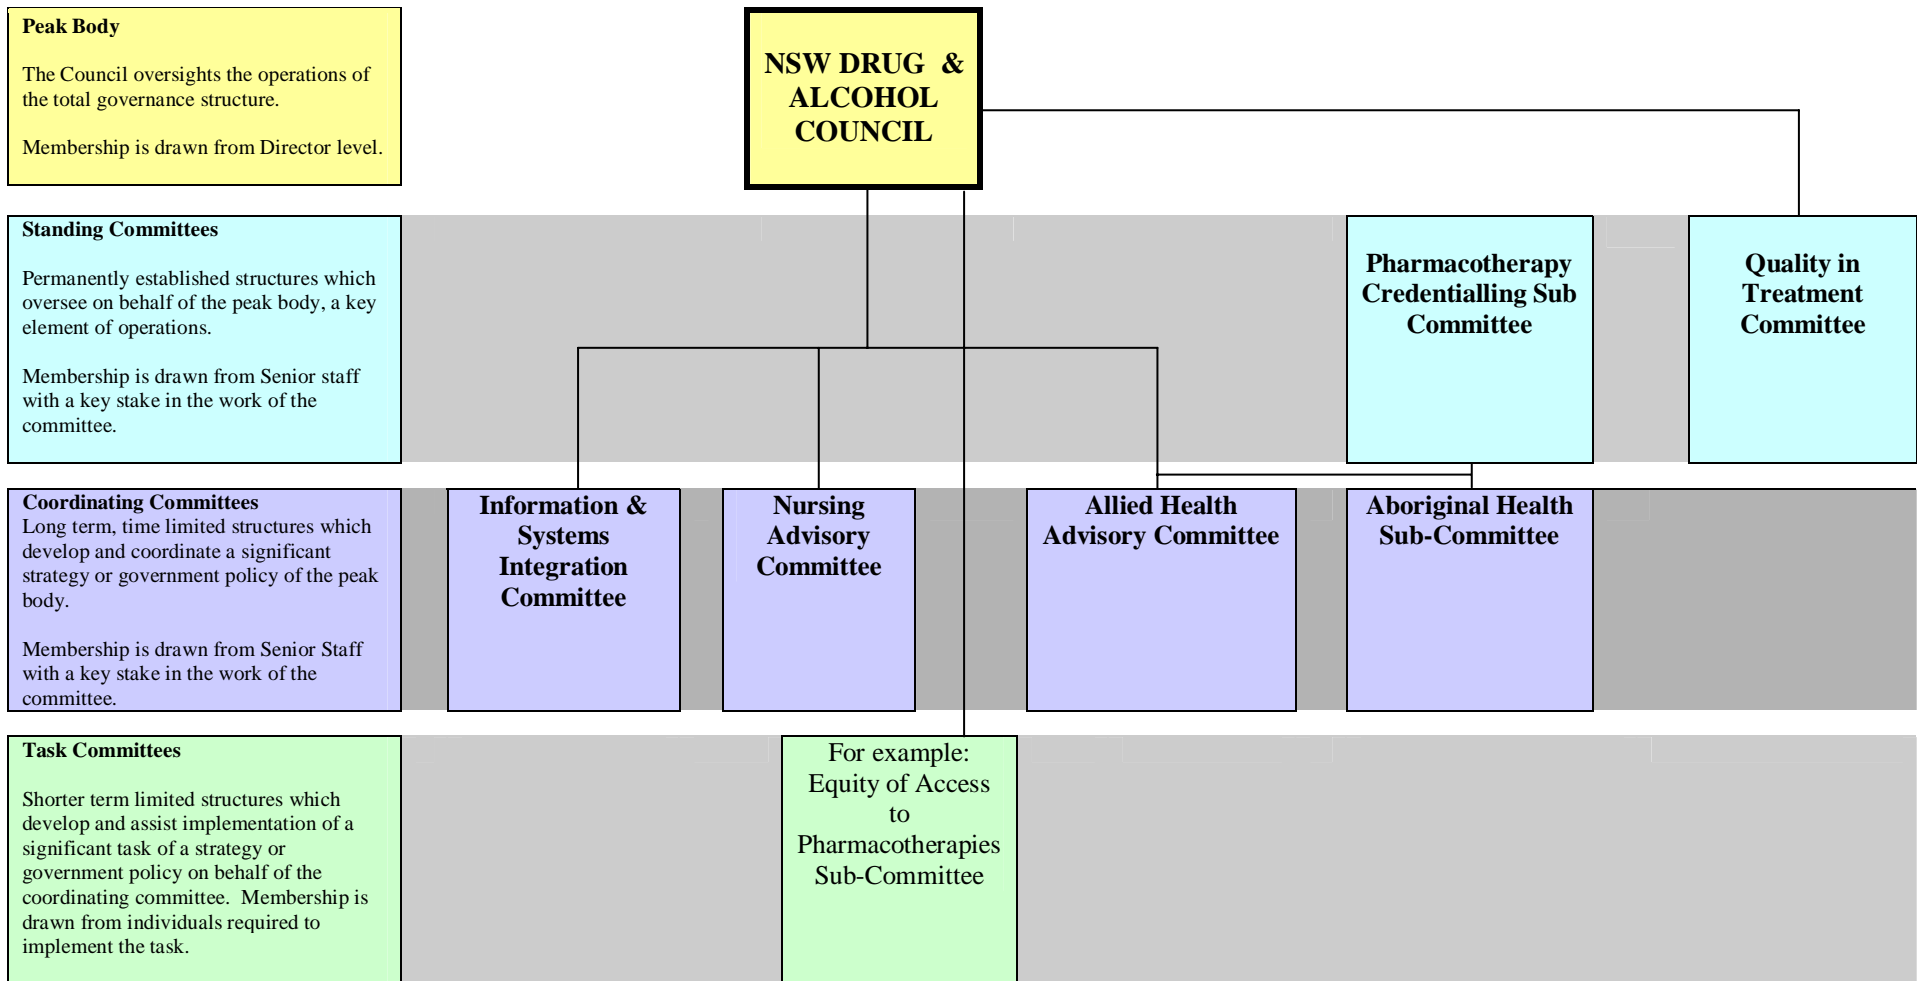 Peak Body
The Council oversights the operations of
the total governance structure.
Membership is drawn from Director level.
NSW DRUG &
ALCOHOL
COUNCIL
Standing Committees
Permanently established structures which
oversee on behalf of the peak body, a key
element of operations.
Membership is drawn from Senior staff
with a key stake in the work of the
committee.
Pharmacotherapy
Credentialling Sub
Committee
Quality in
Treatment
Committee
Coordinating Committees
Long term, time limited structures which
develop and coordinate a significant
strategy or government policy of the peak
body.
Membership is drawn from Senior Staff
with a key stake in the work of the
committee.
Information &
Systems
Integration
Committee
Nursing
Advisory
Committee
Allied Health
Advisory Committee
Aboriginal Health
Sub-Committee
Task Committees
Shorter term limited structures which
develop and assist implementation of a
significant task of a strategy or
government policy on behalf of the
coordinating committee. Membership is
drawn from individuals required to
implement the task.
For example:
Equity of Access
to
Pharmacotherapies
Sub-Committee